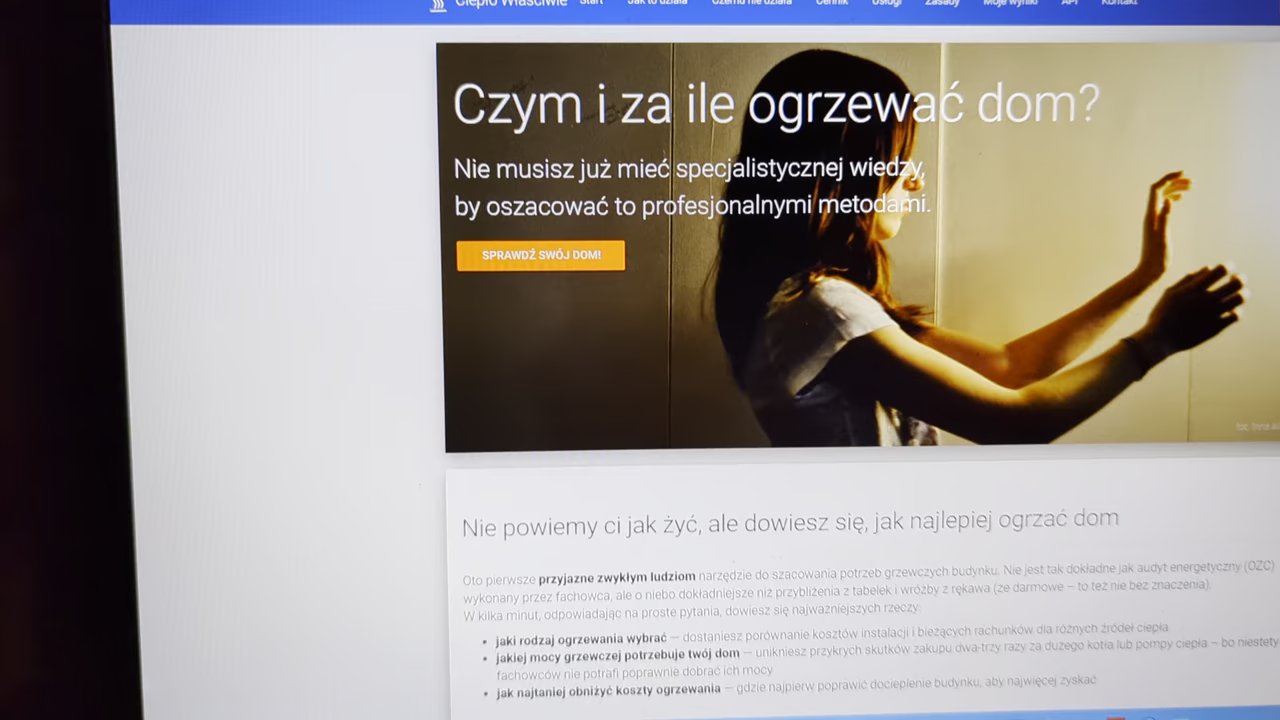 Ciepło Właściwie Start Jak to działa Czemu nie działa Cennik Usługi Zasady Moje wyniki API Kontakt
Czym i za ile ogrzewać dom?
Nie musisz już mieć specjalistycznej wiedzy,
by oszacować to profesjonalnymi metodami.
SPRAWDŹ SWÓJ DOM!
fot.
Nie powiemy ci jak żyć, ale dowiesz się, jak najlepiej ogrzać dom
Oto pierwsze przyjazne zwykłym ludziom narzędzie do szacowania potrzeb grzewczych budynku. Nie jest tak dokładne jak audyt energetyczny (OZC)
wykonany przez fachowca, ale o niebo dokładniejsze niż przybliżenia z tabelek i wróżby z rękawa (że darmowe – to też nie bez znaczenia).
W kilka minut, odpowiadając na proste pytania, dowiesz się najważniejszych rzeczy:
• jaki rodzaj ogrzewania wybrać — dostaniesz porównanie kosztów instalacji i bieżących rachunków dla różnych źródeł ciepła
• jakiej mocy grzewczej potrzebuje twój dom — unikniesz przykrych skutków zakupu dwa-trzy razy za dużego kotła lub pompy ciepła – bo niestety
fachowców nie potrafi poprawnie dobrać ich mocy
• jak najtaniej obniżyć koszty ogrzewania — gdzie najpierw poprawić docieplenie budynku, aby najwięcej zyskać